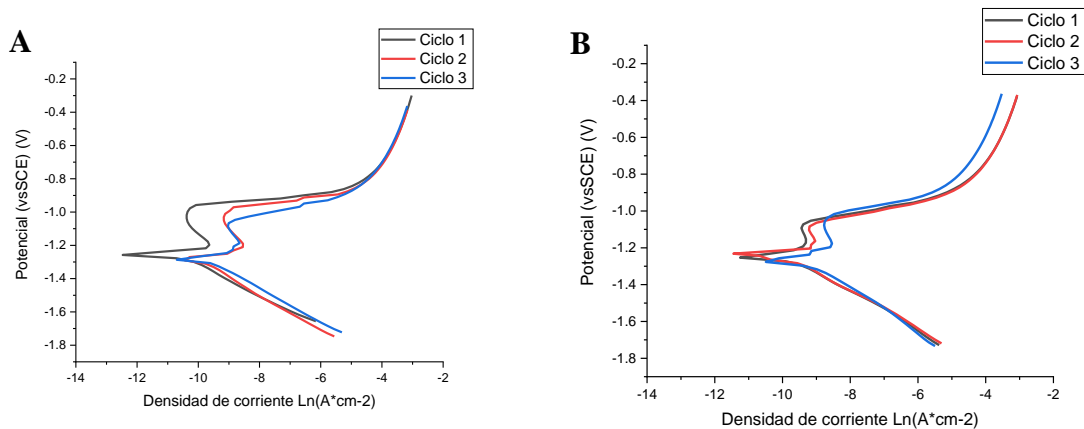 A
Ciclo 1
Ciclo 2
Ciclo 3
-0.2
-0.4
-0.6
-0.8
-1.0
-1.2
-1.4
-1.6
-1.8
Potencial (vsSCE) (V)
-14
-12
-10
-8
-6
-4
-2
Densidad de corriente Ln(A*cm-2)
B
Ciclo 1
Ciclo 2
Ciclo 3
-0.2
-0.4
-0.6
-0.8
-1.0
-1.2
-1.4
-1.6
-1.8
Potencial (vsSCE) (V)
-14
-12
-10
-8
-6
-4
-2
Densidad de corriente Ln(A*cm-2)